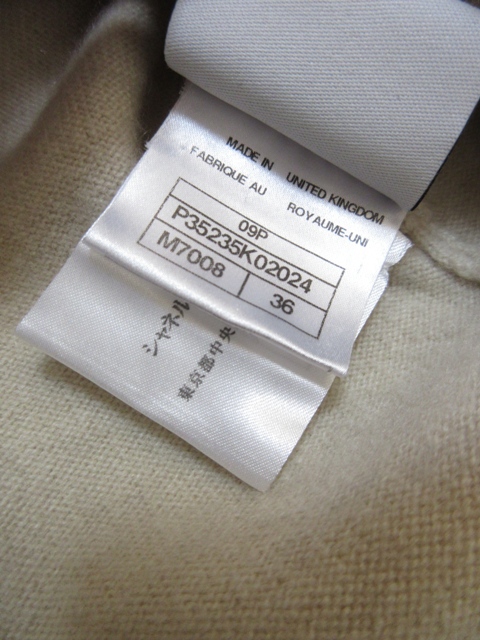 MADE IN UNITED KINGDOM
FABRIQUE AU ROYAUME-UNI
09P
P35235K02024
M7008 36
シャネル
東京都中央